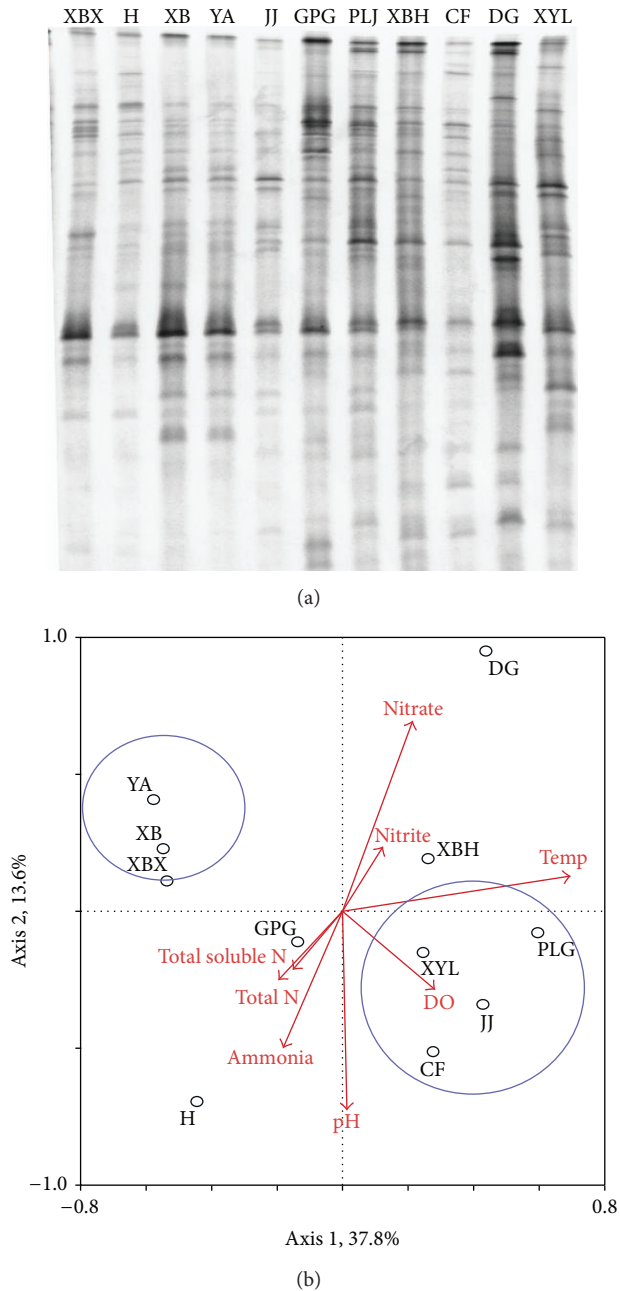 XBX H XB YA JJ GPG PLJ XBH CF DG XYL
(a)
1.0
DG
Nitrate
YA
XB
Nitrite
XBH
XBX
Temp
GPG
PLG
Total soluble N
XYL
Total N
DO
JJ
Ammonia
CF
H
pH
−1.0
−0.8
0.8
Axis 2, 13.6%
Axis 1, 37.8%
(b)